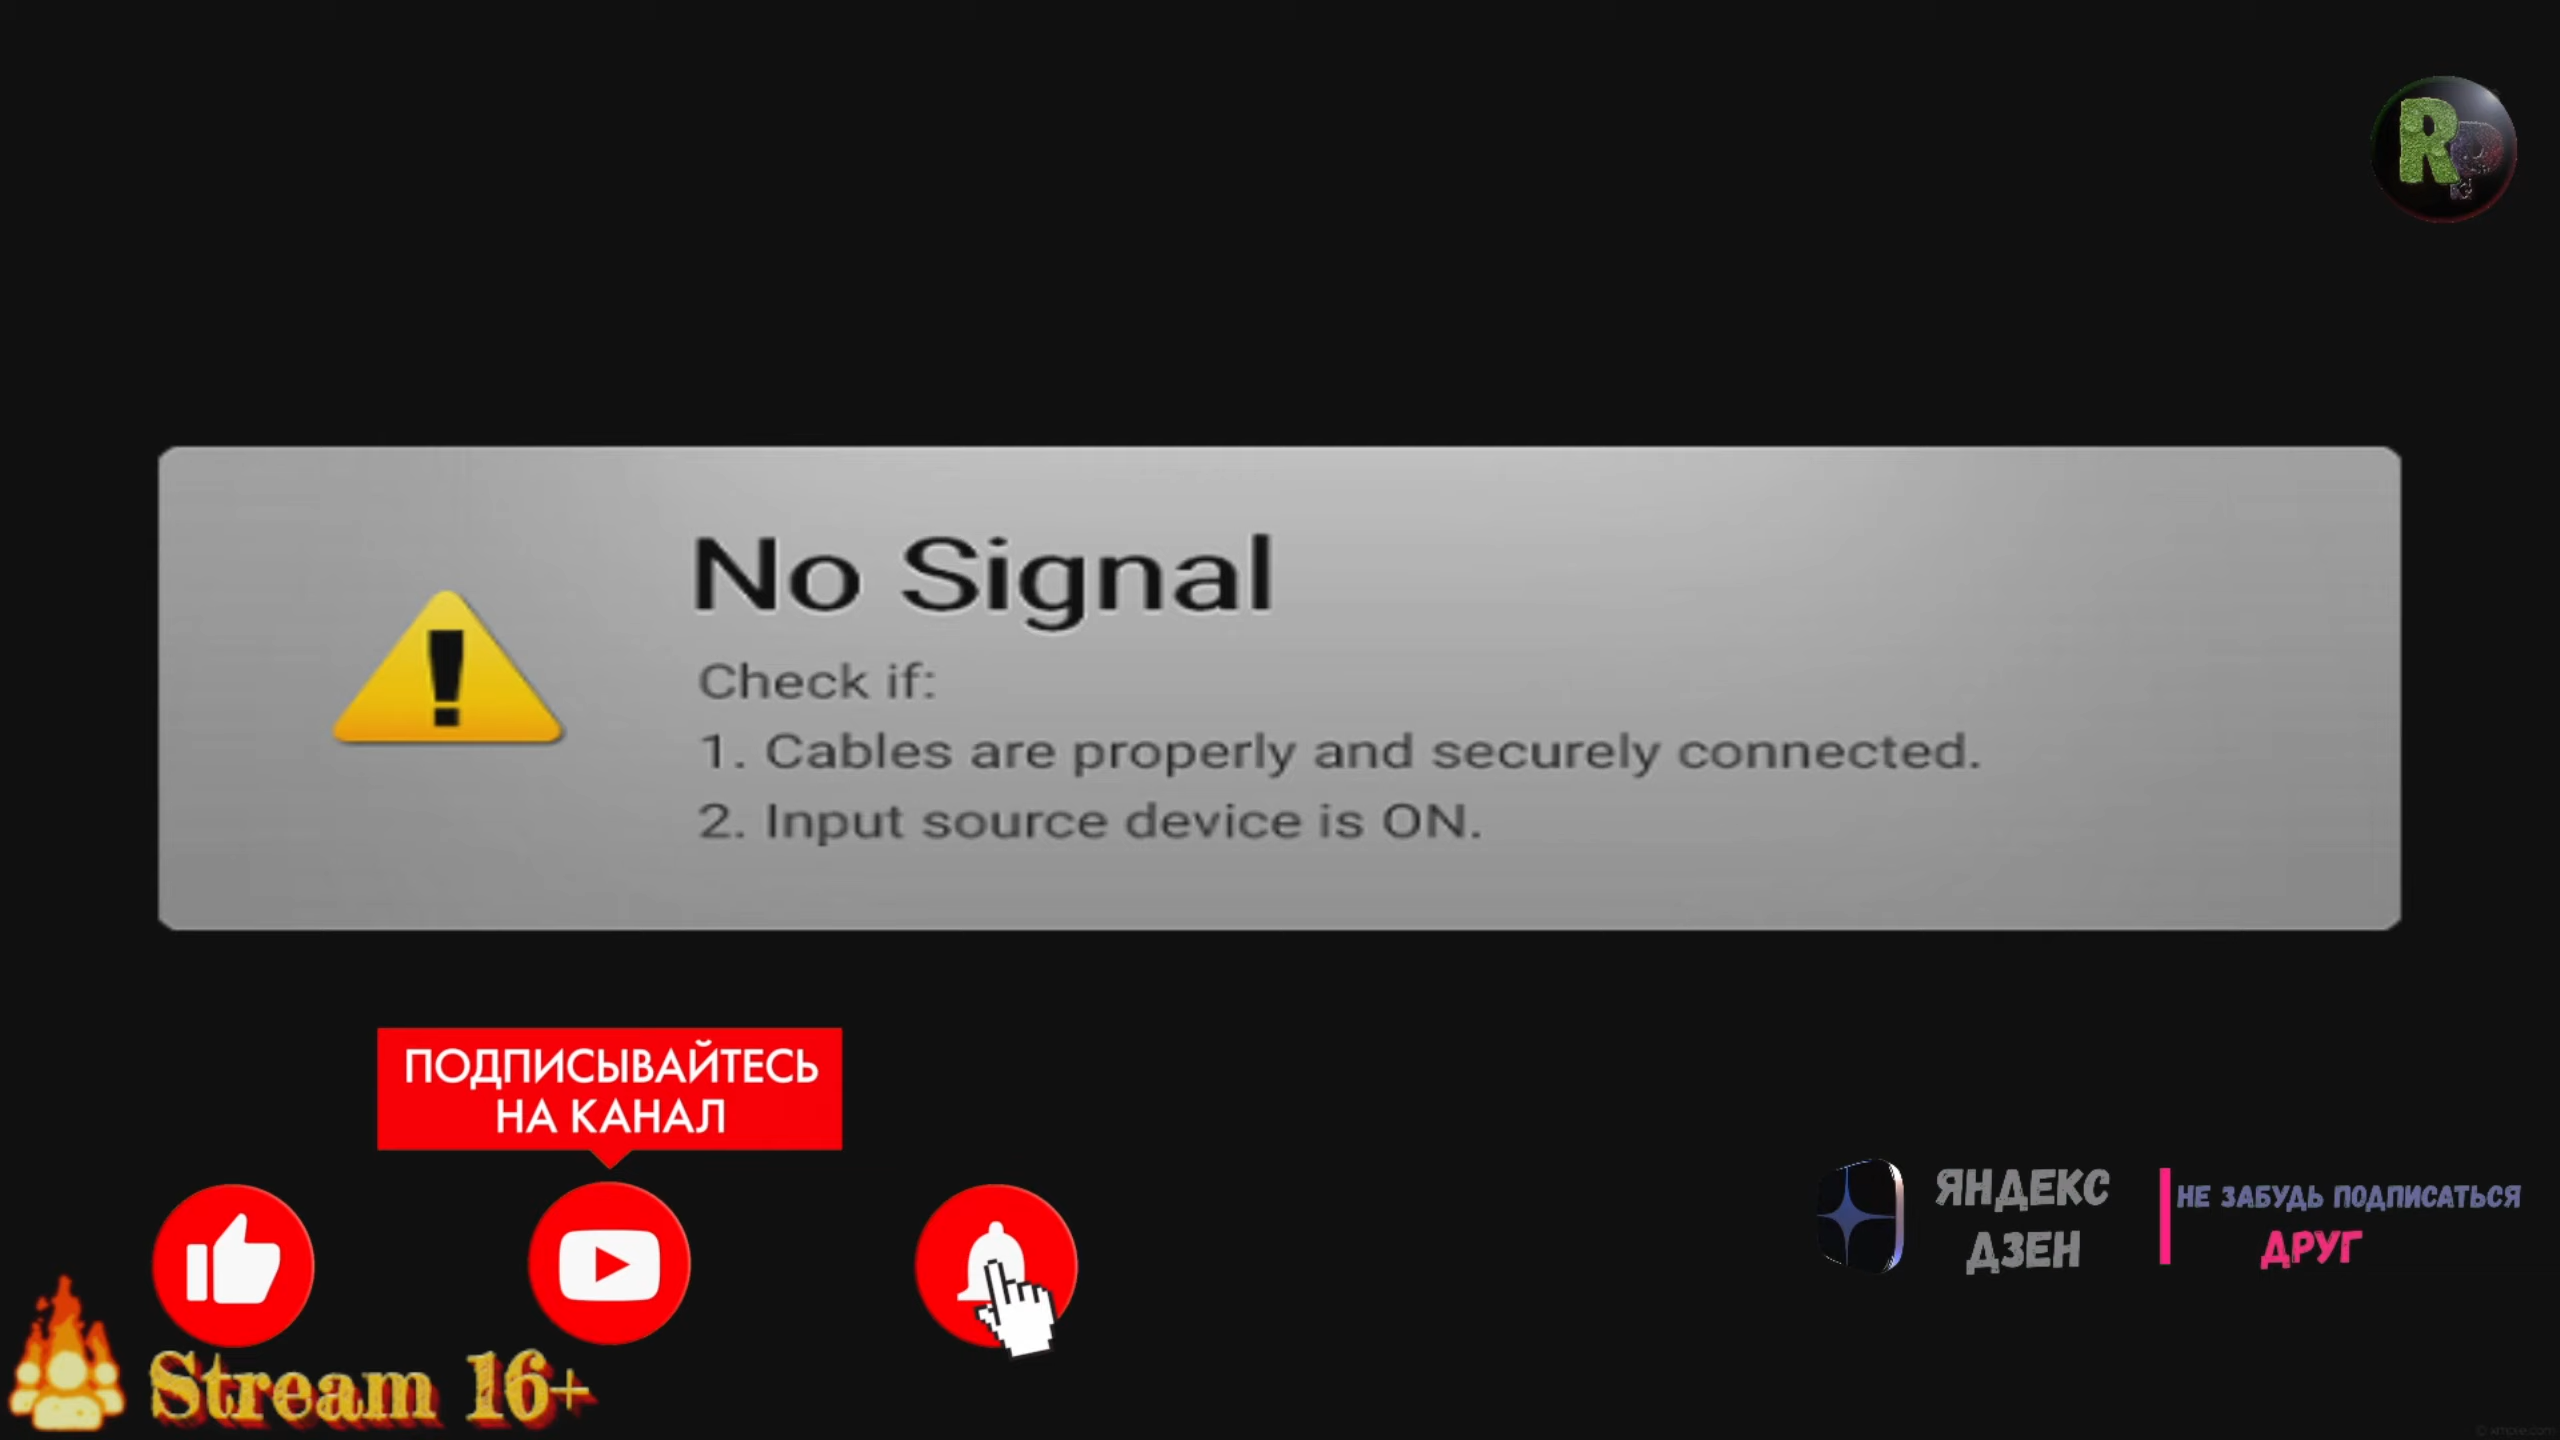 RP
No Signal
Check if:
1. Cables are properly and securely connected.
2. Input source device is ON.
ПОДПИСЫВАЙТЕСЬ
НА КАНАЛ
ЯНДЕКС
ДЗЕН
НЕ ЗАБУДЬ ПОДПИСАТЬСЯ
ДРУГ
Stream 16+